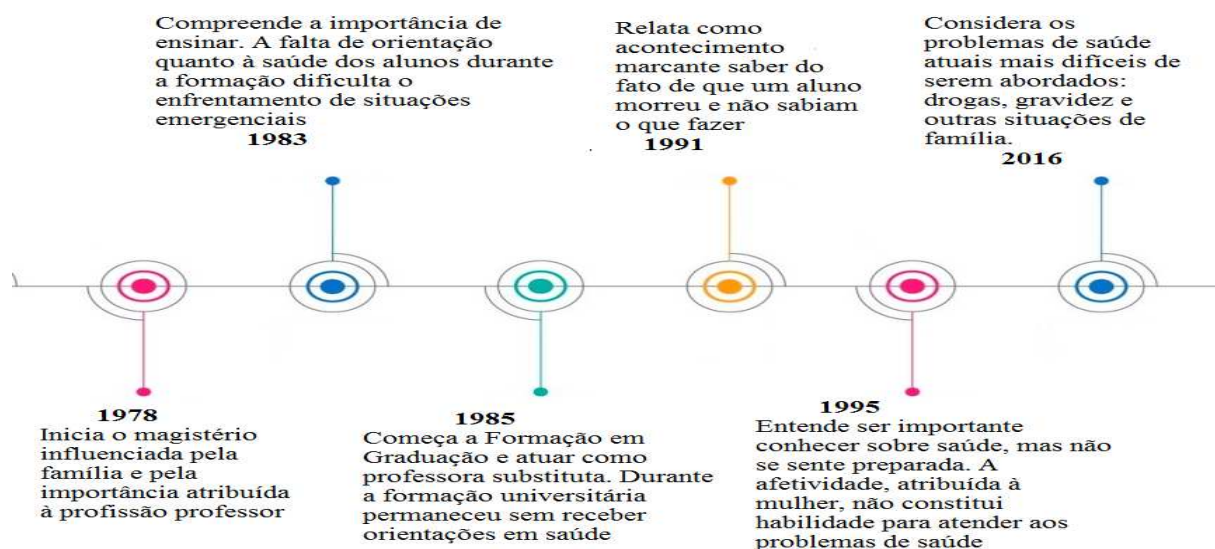 Compreende a importância de
ensinar. A falta de orientação
quanto à saúde dos alunos durante
a formação dificulta o
enfrentamento de situações
emergenciais
1983
Relata como
acontecimento
marcante saber do
fato de que um aluno
morreu e não sabiam
o que fazer
1991
Considera os
problemas de saúde
atuais mais difíceis de
serem abordados:
drogas, gravidez e
outras situações de
família.
2016
1978
Inicia o magistério
influenciada pela
família e pela
importância atribuída
à profissão professor
1985
Começa a Formação em
Graduação e atuar como
professora substituta. Durante
a formação universitária
permaneceu sem receber
orientações em saúde
1995
Entende ser importante
conhecer sobre saúde, mas não
se sente preparada. A
afetividade, atribuída à
mulher, não constitui
habilidade para atender aos
problemas de saúde